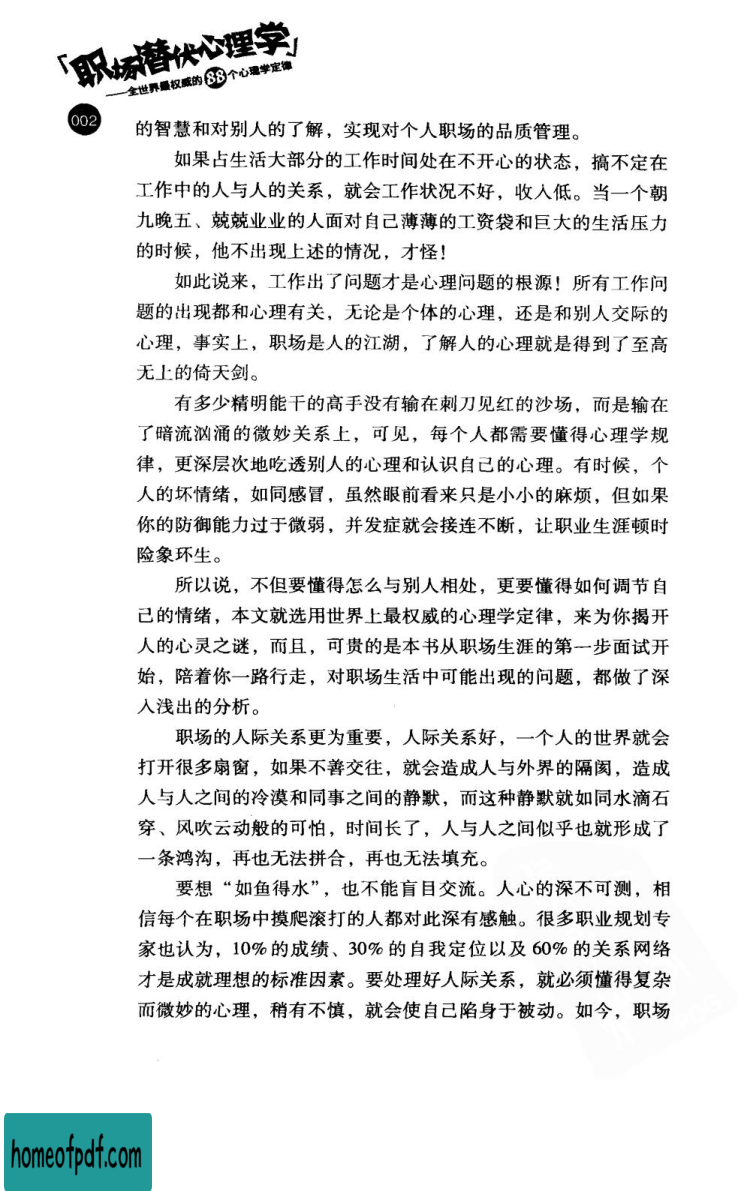 「职场潜伏心理学」
——全世界最权威的88个心理学定律
002
的智慧和对别人的了解，实现对个人职场的品质管理。
如果占生活大部分的工作时间处在不开心的状态，搞不定在
工作中的人与人的关系，就会工作状况不好，收入低。当一个朝
九晚五、兢兢业业的人面对自己薄薄的工资袋和巨大的生活压力
的时候，他不出现上述的情况，才怪！
如此说来，工作出了问题才是心理问题的根源！所有工作问
题的出现都和心理有关，无论是个体的心理，还是和别人交际的
心理，事实上，职场是人的江湖，了解人的心理就是得到了至高
无上的倚天剑。
有多少精明能干的高手没有输在刺刀见红的沙场，而是输在
了暗流汹涌的微妙关系上，可见，每个人都需要懂得心理学规
律，更深层次地吃透别人的心理和认识自己的心理。有时候，个
人的坏情绪，如同感冒，虽然眼前看来只是小小的麻烦，但如果
你的防御能力过于微弱，并发症就会接连不断，让职业生涯顿时
险象环生。
所以说，不但要懂得怎么与别人相处，更要懂得如何调节自
己的情绪，本文就选用世界上最权威的心理学定律，来为你揭开
人的心灵之谜，而且，可贵的是本书从职场生涯的第一步面试开
始，陪着你一路行走，对职场生活中可能出现的问题，都做了深
入浅出的分析。
职场的人际关系更为重要，人际关系好，一个人的世界就会
打开很多扇窗，如果不善交往，就会造成人与外界的隔阂，造成
人与人之间的冷漠和同事之间的静默，而这种静默就如同水滴石
穿、风吹云动般的可怕，时间长了，人与人之间似乎也就形成了
一条鸿沟，再也无法拼合，再也无法填充。
要想“如鱼得水”，也不能盲目交流。人心的深不可测，相
信每个在职场中摸爬滚打的人都对此深有感触。很多职业规划专
家也认为，10%的成绩、30%的自我定位以及60%的关系网络
才是成就理想的标准因素。要处理好人际关系，就必须懂得复杂
而微妙的心理，稍有不慎，就会使自己陷身于被动。如今，职场
homeofpdf.com